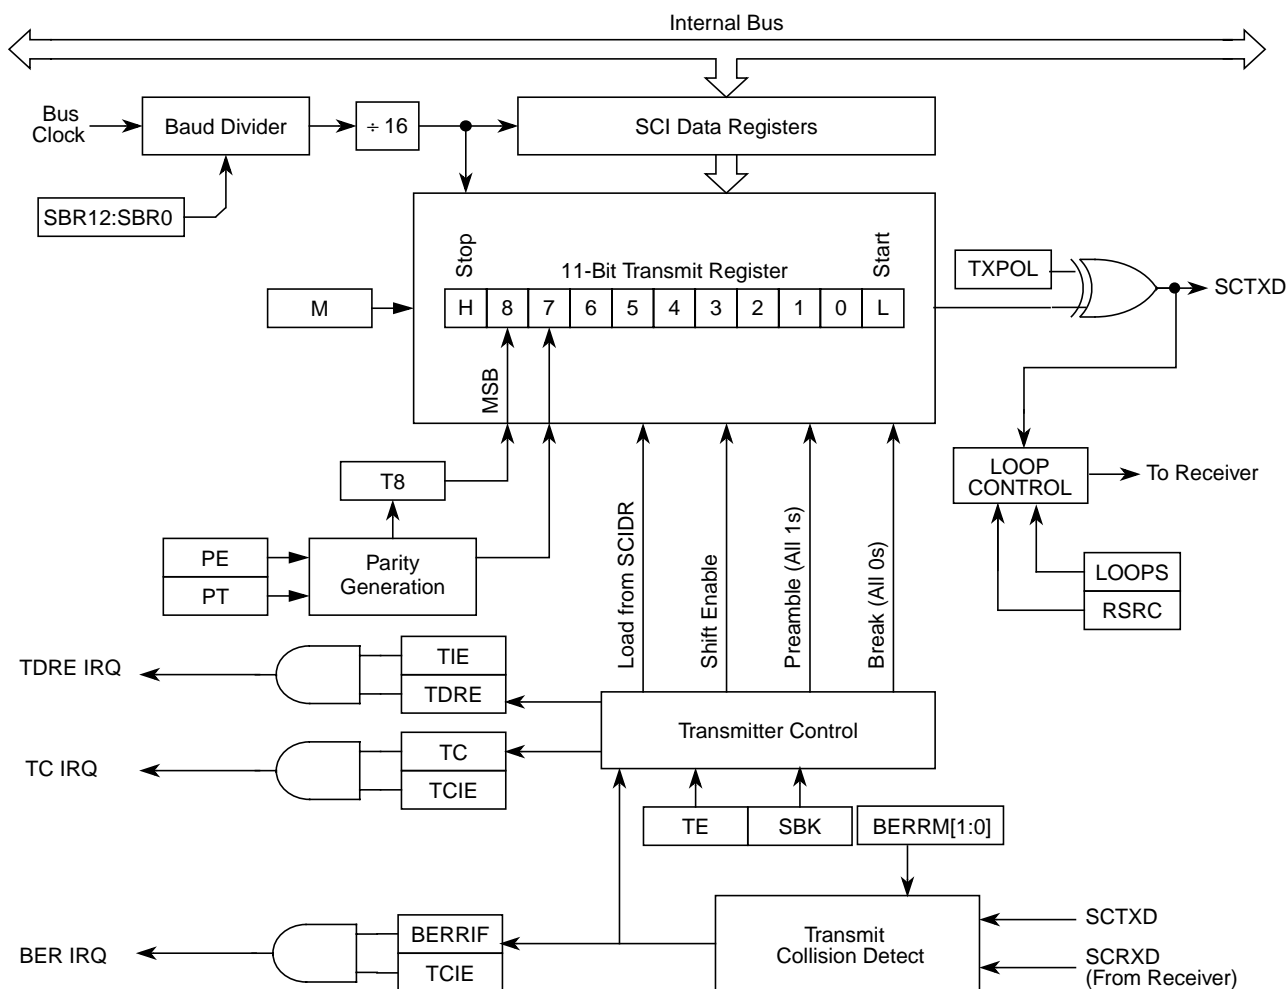 Internal Bus
Bus
Clock
Baud Divider
÷ 16
SCI Data Registers
SBR12:SBR0
Stop
11-Bit Transmit Register
Start
TXPOL
SCTXD
M
H 8 7 6 5 4 3 2 1 0 L
MSB
T8
LOOP
CONTROL
To Receiver
PE
PT
Parity
Generation
LOOPS
RSRC
Load from SCIDR
Shift Enable
Preamble (All 1s)
Break (All 0s)
TDRE IRQ
TIE
TDRE
Transmitter Control
TC IRQ
TC
TCIE
TE
SBK
BERRM[1:0]
BER IRQ
BERRIF
TCIE
Transmit
Collision Detect
SCTXD
SCRXD
(From Receiver)